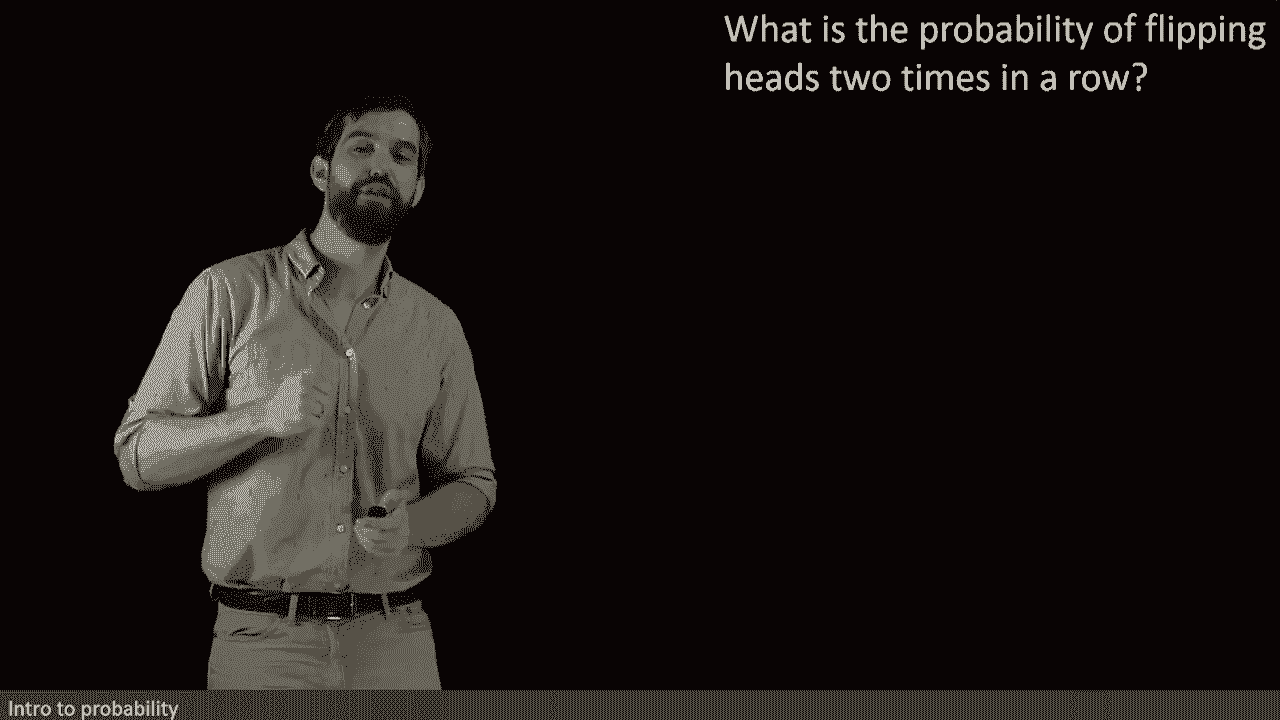 What is the probability of flipping
heads two times in a row?
Intro to probability